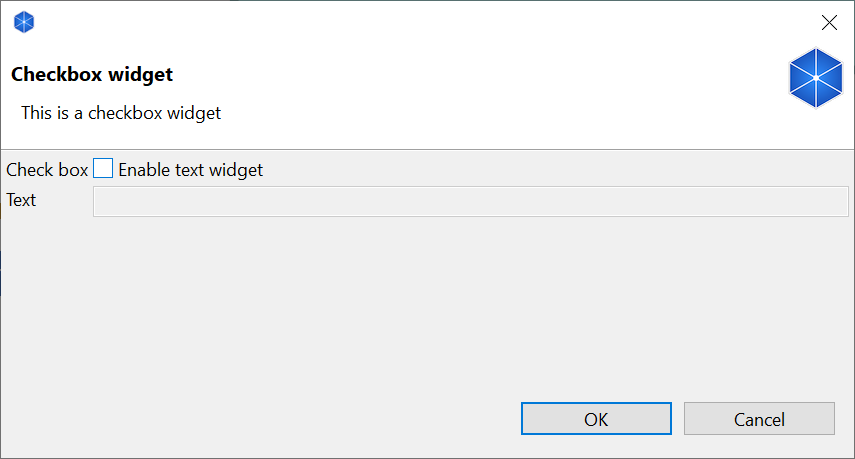 Checkbox widget
This is a checkbox widget
Check box Enable text widget
Text
OK Cancel